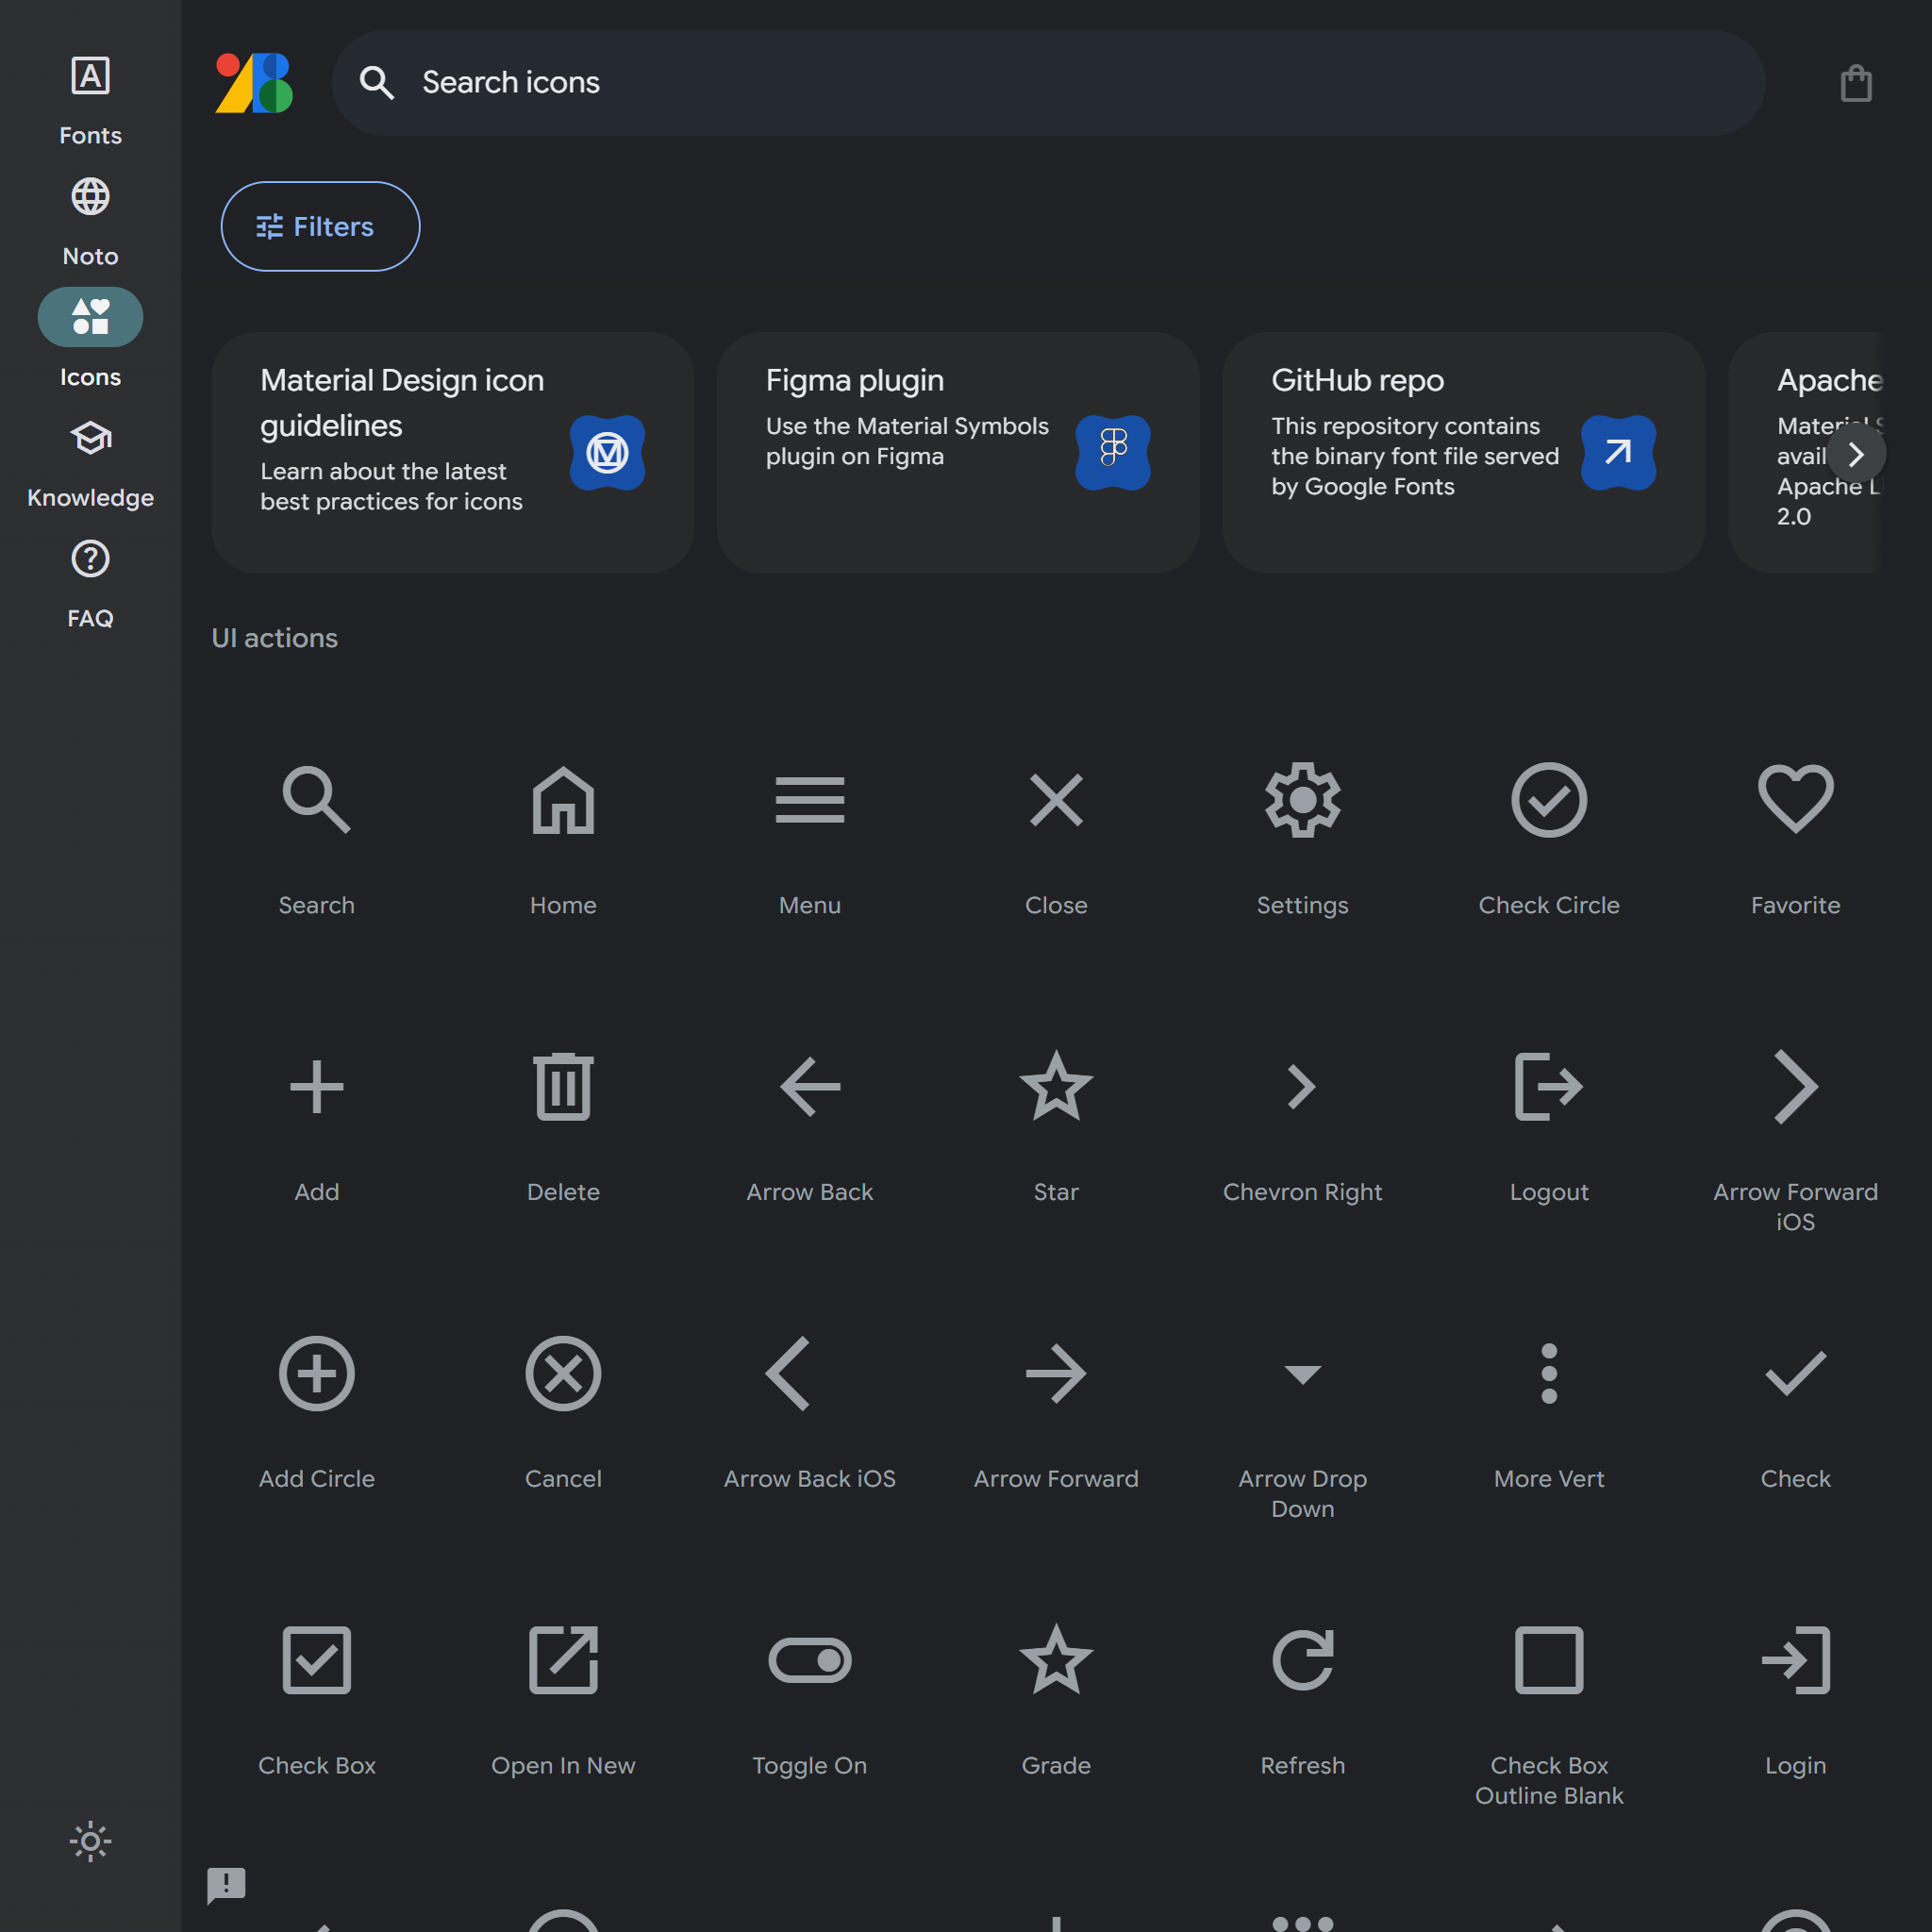 Fonts
Noto
Icons
Knowledge
FAQ
Search icons
Filters
Material Design icon
guidelines
Learn about the latest
best practices for icons
Figma plugin
Use the Material Symbols
plugin on Figma
GitHub repo
This repository contains
the binary font file served
by Google Fonts
Apache
Apache L
2.0
UI actions
Search
Home
Menu
Close
Settings
Check Circle
Favorite
Add
Delete
Arrow Back
Star
Chevron Right
Logout
Arrow Forward
iOS
Add Circle
Cancel
Arrow Back iOS
Arrow Forward
Arrow Drop
Down
More Vert
Check
Check Box
Open In New
Toggle On
Grade
Refresh
Check Box
Outline Blank
Login